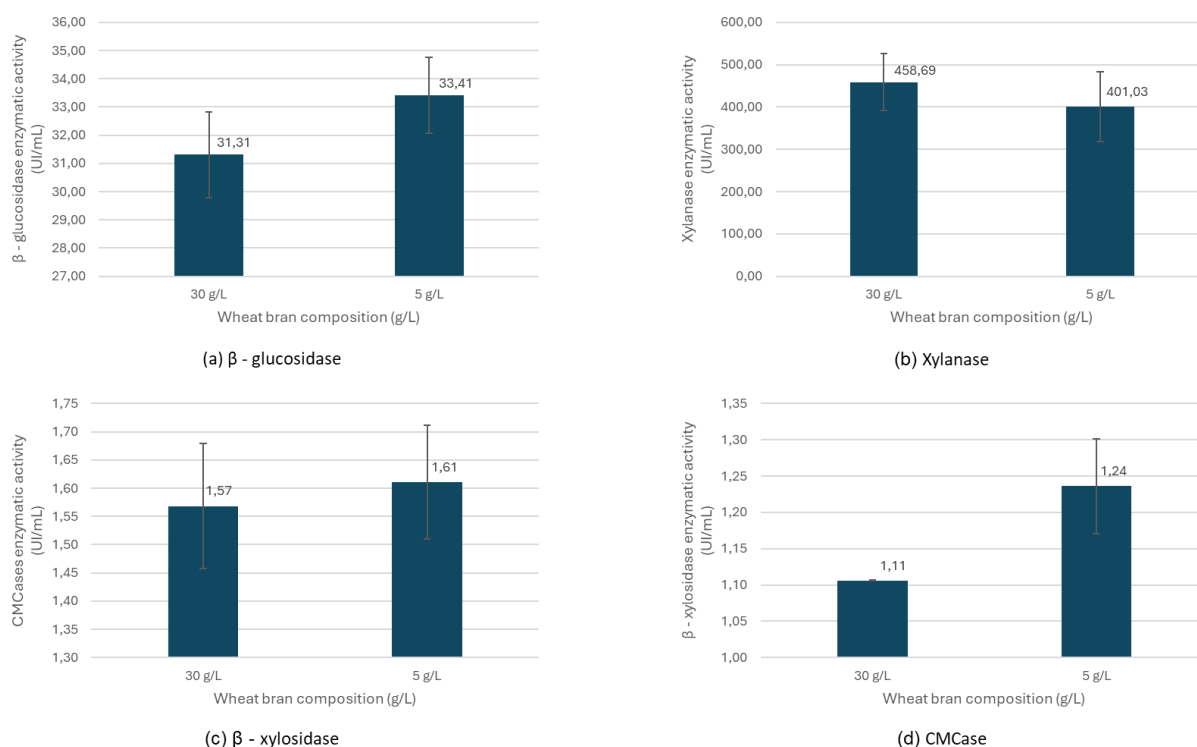 β - glucosidase enzymatic activity
(UI/mL)
36,00
35,00
34,00
33,00
32,00
31,00
30,00
29,00
28,00
27,00
31,31
33,41
30 g/L
5 g/L
Wheat bran composition (g/L)
(a) β - glucosidase
Xylanase enzymatic activity
(UI/mL)
600,00
500,00
400,00
300,00
200,00
100,00
0,00
458,69
401,03
30 g/L
5 g/L
Wheat bran composition (g/L)
(b) Xylanase
CMCases enzymatic activity
(UI/mL)
1,75
1,70
1,65
1,60
1,55
1,50
1,45
1,40
1,35
1,30
1,57
1,61
30 g/L
5 g/L
Wheat bran composition (g/L)
(c) β - xylosidase
β - xylosidase enzymatic activity
(UI/mL)
1,35
1,30
1,25
1,20
1,15
1,10
1,05
1,00
1,11
1,24
30 g/L
5 g/L
Wheat bran composition (g/L)
(d) CMCase